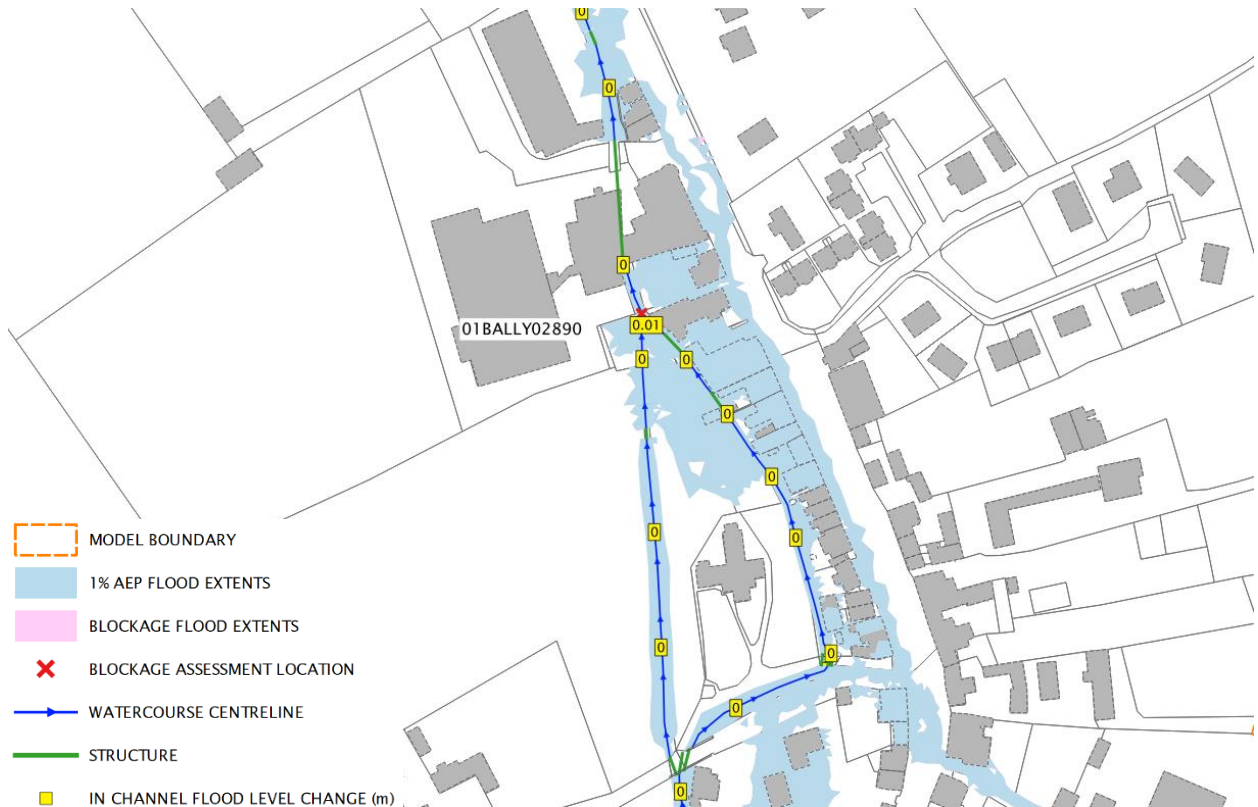 0
0
0
01BALLY02890
0.01
0
0
0
0
0
0
0
0
0
0
MODEL BOUNDARY
1% AEP FLOOD EXTENTS
BLOCKAGE FLOOD EXTENTS
BLOCKAGE ASSESSMENT LOCATION
WATERCOURSE CENTRELINE
STRUCTURE
IN CHANNEL FLOOD LEVEL CHANGE (m)